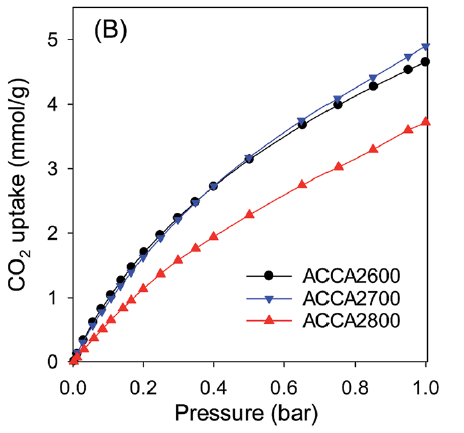 (B)
CO₂ uptake (mmol/g)
5
4
3
2
1
0
ACCA2600
ACCA2700
ACCA2800
0.0 0.2 0.4 0.6 0.8 1.0
Pressure (bar)